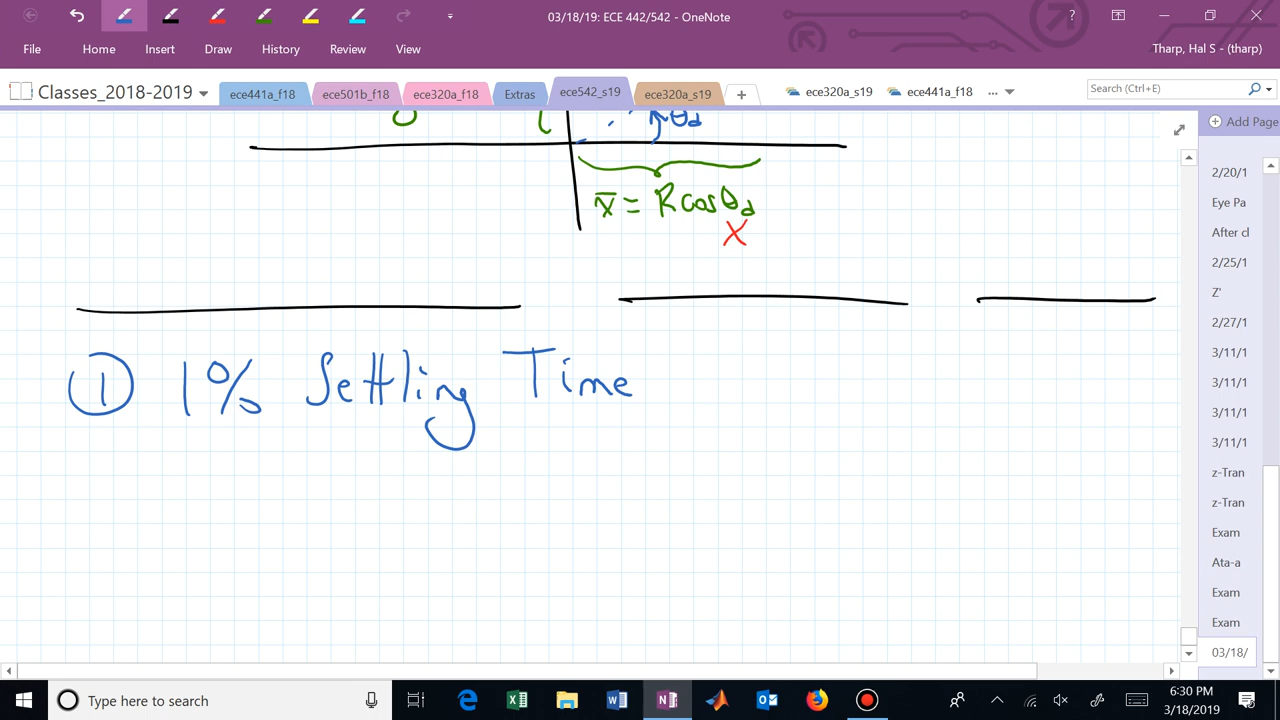 03/18/19: ECE 442/542 - OneNote
?
File Home Insert Draw History Review View
Tharp, Hal S - (tharp)
Classes_2018-2019
ece441a_f18 ece501b_f18 ece320a_f18 Extras ece542_s19 ece320a_s19 + ece320a_s19 ece441a_f18 ...
Search (Ctrl+E)
Add Page
θd
x̄ = R cosθd
X
① 1% Settling Time
2/20/1
Eye Pa
After cl
2/25/1
Z'
2/27/1
3/11/1
3/11/1
3/11/1
3/11/1
z-Tran
z-Tran
Exam
Ata-a
Exam
Exam
03/18/
Type here to search
6:30 PM
3/18/2019